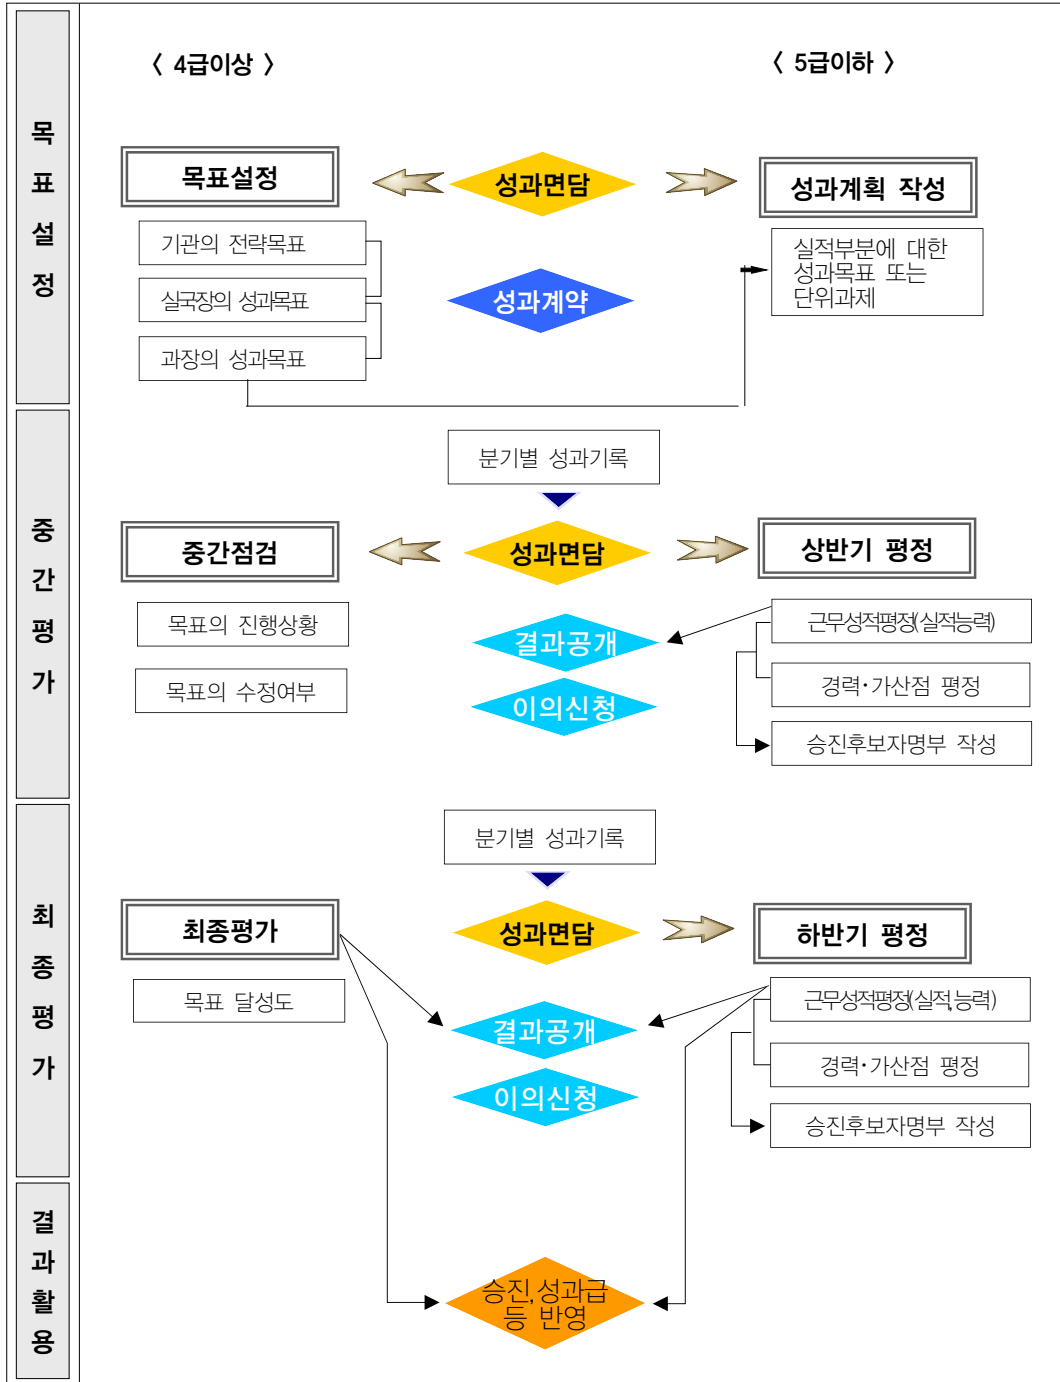 목표설정
〈 4급이상 〉
〈 5급이하 〉
목표설정
성과면담
성과계획 작성
기관의 전략목표
실국장의 성과목표
과장의 성과목표
성과계약
실적부분에 대한
성과목표 또는
단위과제
중간평가
분기별 성과기록
중간점검
성과면담
상반기 평정
목표의 진행상황
목표의 수정여부
결과공개
이의신청
근무성적평정(실적능력)
경력·가산점 평정
승진후보자명부 작성
최종평가
분기별 성과기록
최종평가
성과면담
하반기 평정
목표 달성도
결과공개
이의신청
근무성적평정(실적,능력)
경력·가산점 평정
승진후보자명부 작성
결과활용
승진,성과급
등 반영